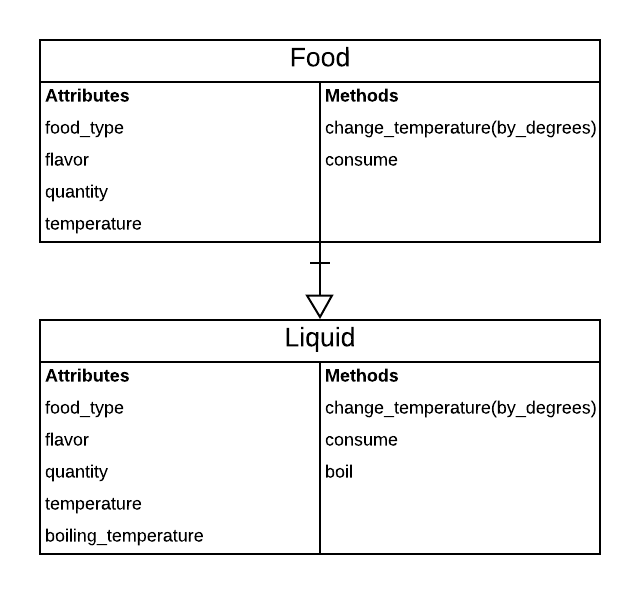 Food
Attributes
Methods
food_type
change_temperature(by_degrees)
flavor
consume
quantity
temperature
Liquid
Attributes
Methods
food_type
change_temperature(by_degrees)
flavor
consume
quantity
boil
temperature
boiling_temperature